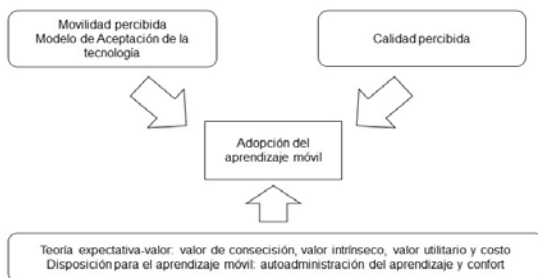 Movilidad percibida
Modelo de Aceptación de la
tecnología
Calidad percibida
Adopción del
aprendizaje móvil
Teoría expectativa-valor: valor de consecisión, valor intrínseco, valor utilitario y costo
Disposición para el aprendizaje móvil: autoadministración del aprendizaje y confort